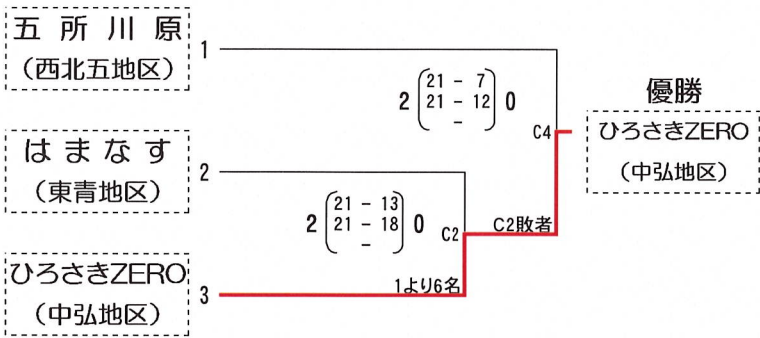 五所川原
(西北五地区)
1
2 21 - 7 0
21 - 12
-
C4
優勝
ひろさきZERO
(中弘地区)
はまなす
(東青地区)
2
2 21 - 13 0
21 - 18
-
C2
C2敗者
ひろさきZERO
(中弘地区)
3
1より6名